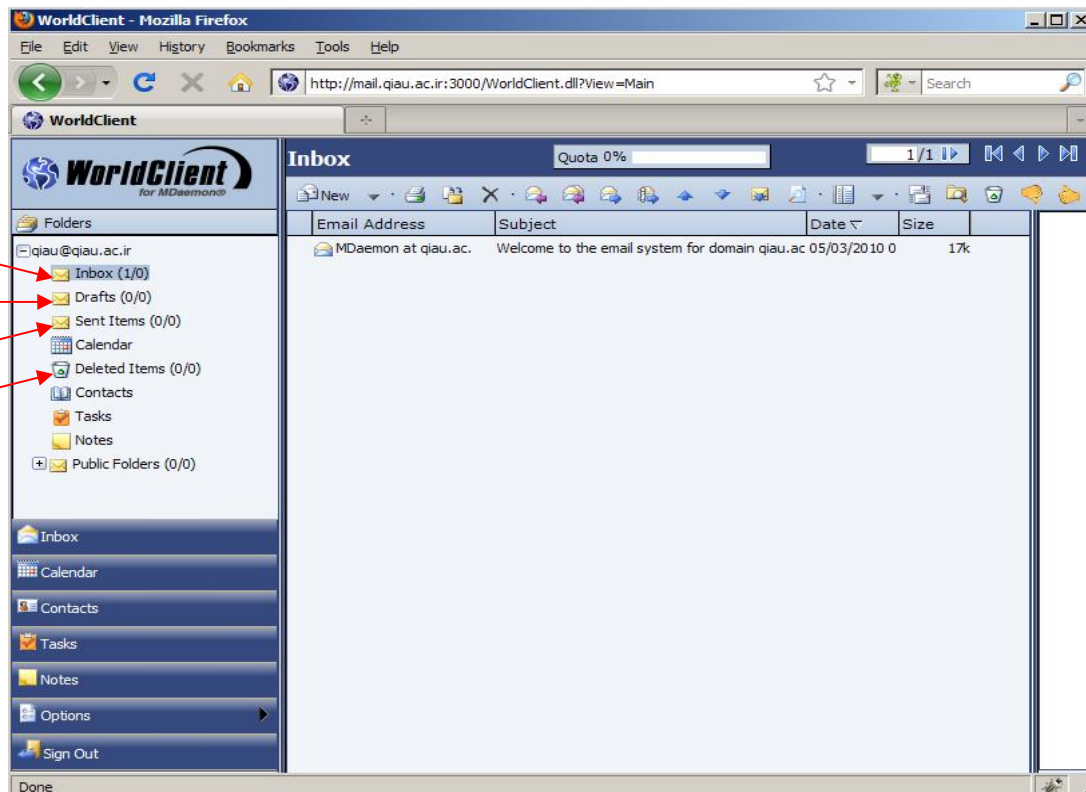 WorldClient - Mozilla Firefox
File Edit View History Bookmarks Tools Help
http://mail.qiau.ac.ir:3000/WorldClient.dll?View=Main
Search
WorldClient
WorldClient
for MDaemon®
Inbox
Quota 0%
1/1
New
Folders
Email Address Subject Date Size
qiau@qiau.ac.ir
MDaemon at qiau.ac. Welcome to the email system for domain qiau.ac 05/03/2010 0 17k
Inbox (1/0)
Drafts (0/0)
Sent Items (0/0)
Calendar
Deleted Items (0/0)
Contacts
Tasks
Notes
Public Folders (0/0)
Inbox
Calendar
Contacts
Tasks
Notes
Options
Sign Out
Done